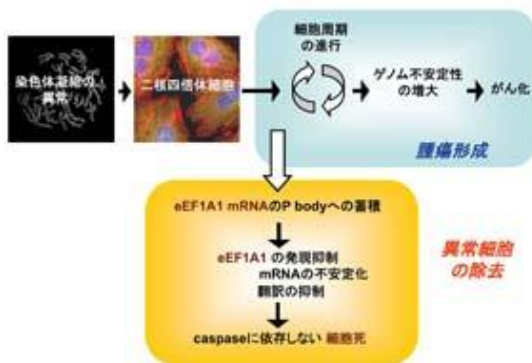 染色体凝縮の
異常
二核四倍体細胞
細胞周期
の進行
ゲノム不安定性
の増大
がん化
腫瘍形成
eEF1A1 mRNAのP bodyへの蓄積
eEF1A1 の発現抑制
mRNAの不安定化
翻訳の抑制
caspaseに依存しない 細胞死
異常細胞
の除去